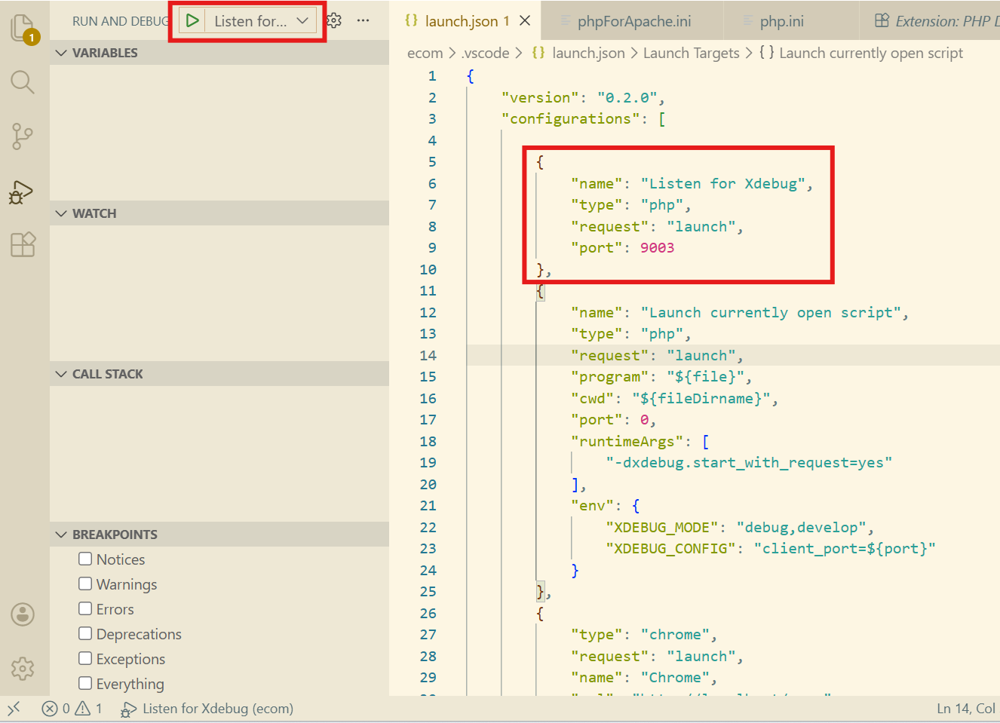 RUN AND DEBUG
Listen for...
launch.json 1
phpForApache.ini
php.ini
Extension: PHP D
1
ecom > .vscode > {} launch.json > Launch Targets > { } Launch currently open script
VARIABLES
WATCH
CALL STACK
BREAKPOINTS
Notices
Warnings
Errors
Deprecations
Exceptions
Everything
1 {
2 "version": "0.2.0",
3 "configurations": [
4
5 {
6 "name": "Listen for Xdebug",
7 "type": "php",
8 "request": "launch",
9 "port": 9003
10 },
11 {
12 "name": "Launch currently open script",
13 "type": "php",
14 "request": "launch",
15 "program": "${file}",
16 "cwd": "${fileDirname}",
17 "port": 0,
18 "runtimeArgs": [
19 "-dxdebug.start_with_request=yes"
20 ],
21 "env": {
22 "XDEBUG_MODE": "debug,develop",
23 "XDEBUG_CONFIG": "client_port=${port}"
24 }
25 },
26 {
27 "type": "chrome",
28 "request": "launch",
29 "name": "Chrome",
0 1 Listen for Xdebug (ecom)
Ln 14, Col